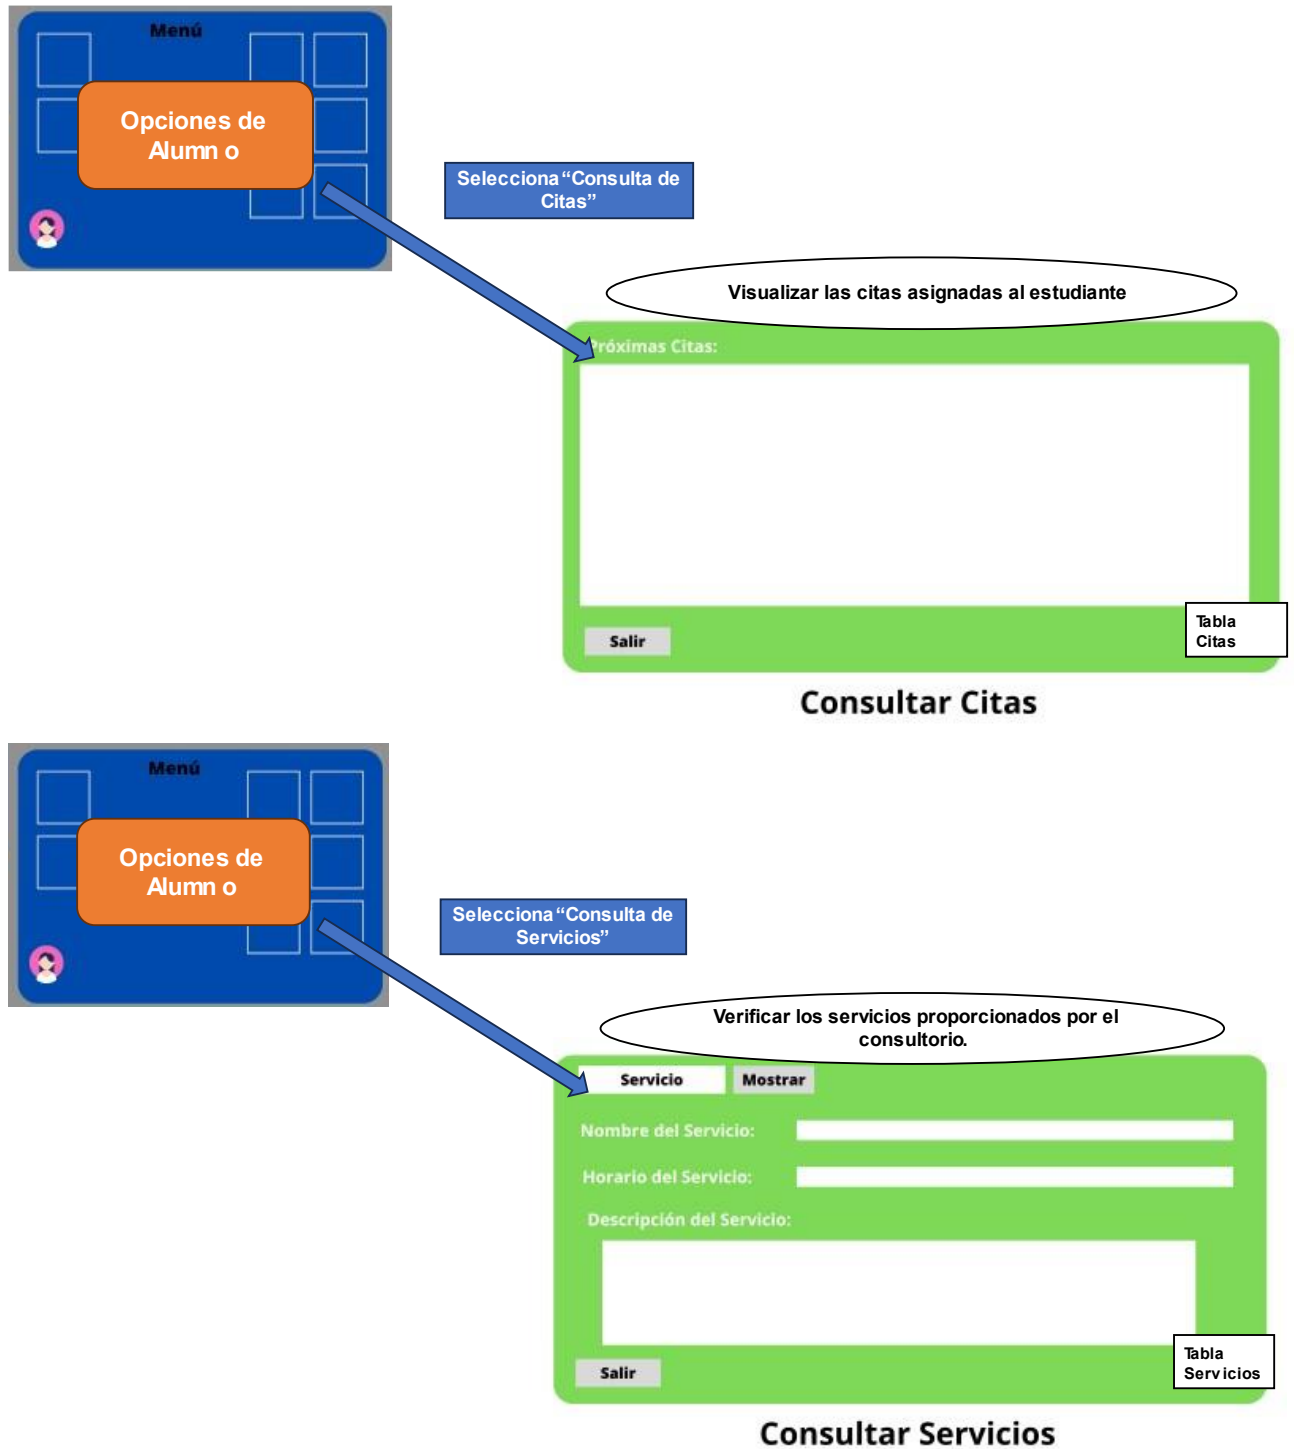 Menú
Opciones de
Alumn o
Selecciona “Consulta de
Citas”
Visualizar las citas asignadas al estudiante
Próximas Citas:
Tabla
Citas
Salir
Consultar Citas
Menú
Opciones de
Alumn o
Selecciona “Consulta de
Servicios”
Verificar los servicios proporcionados por el
consultorio.
Servicio Mostrar
Nombre del Servicio:
Horario del Servicio:
Descripción del Servicio:
Tabla
Servicios
Salir
Consultar Servicios